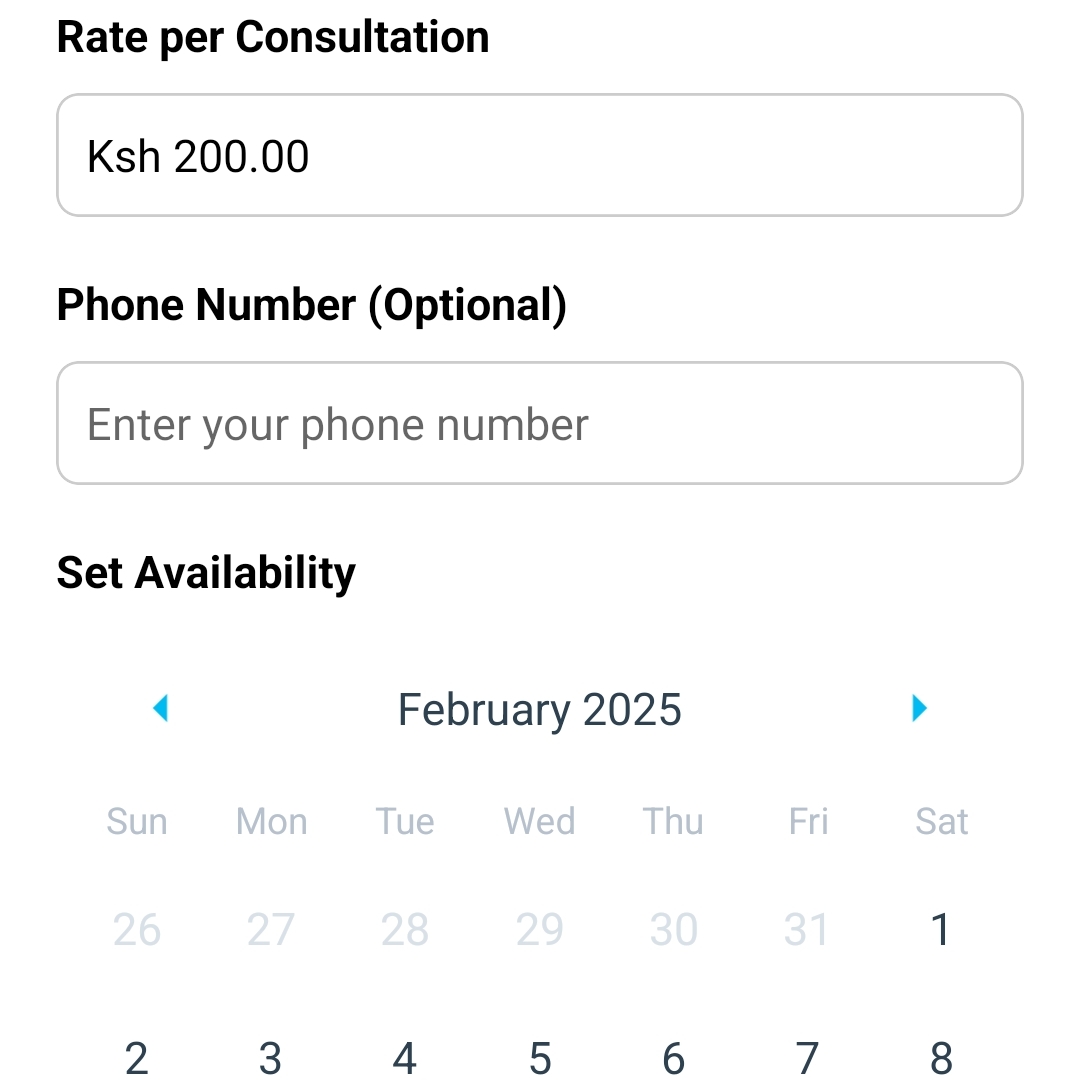 Rate per Consultation
Ksh 200.00
Phone Number (Optional)
Enter your phone number
Set Availability
February 2025
Sun Mon Tue Wed Thu Fri Sat
26 27 28 29 30 31 1
2 3 4 5 6 7 8